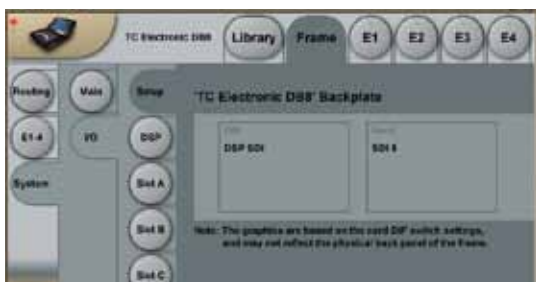 TC Electronic DB8
Library
Frame
E1
E2
E3
E4
Routing
Main
Setup
'TC Electronic DB8' Backplate
E1-4
I/O
DSP
DSP SDI
SDI 8
System
Slot A
Slot B
Note: The graphics are based on the card DIP switch settings,
and may not reflect the physical back panel of the frame.
Slot C